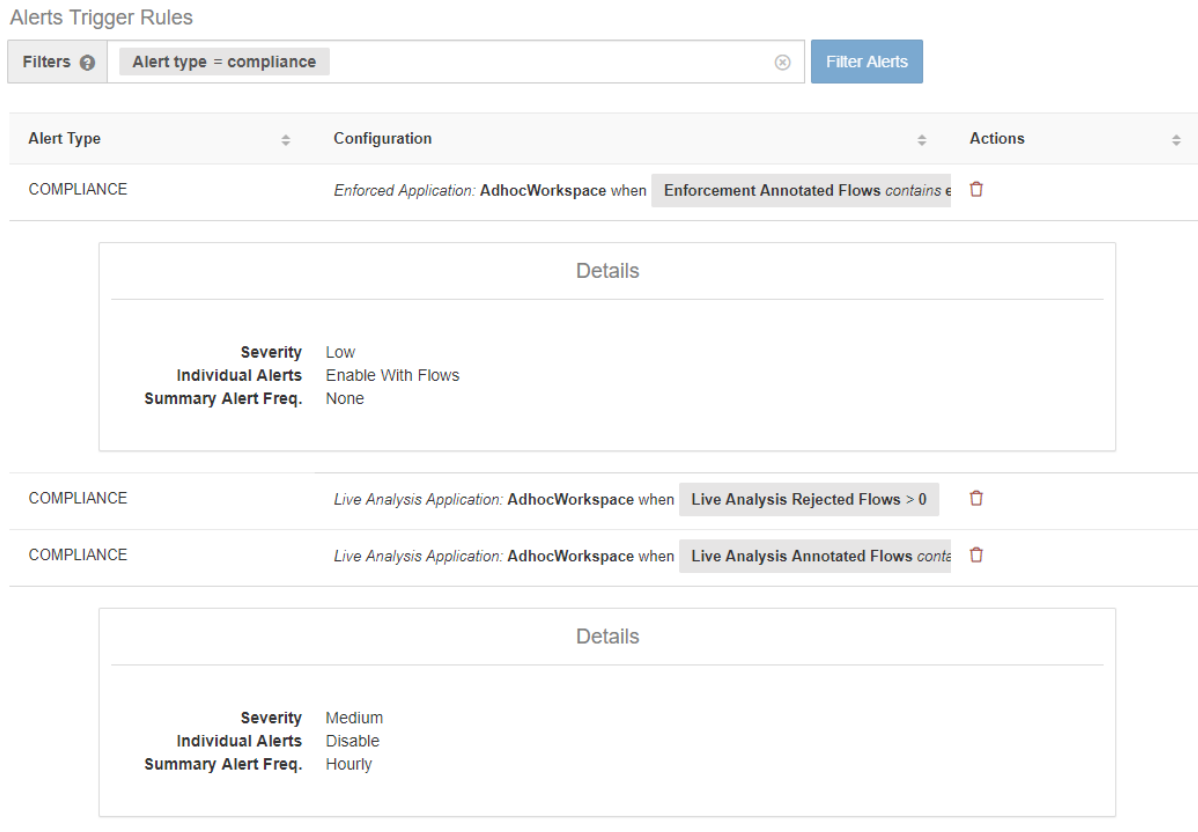 Alerts Trigger Rules
Filters ? Alert type = compliance Filter Alerts
Alert Type Configuration Actions
COMPLIANCE Enforced Application: AdhocWorkspace when Enforcement Annotated Flows contains
Details
Severity Low
Individual Alerts Enable With Flows
Summary Alert Freq. None
COMPLIANCE Live Analysis Application: AdhocWorkspace when Live Analysis Rejected Flows > 0
COMPLIANCE Live Analysis Application: AdhocWorkspace when Live Analysis Annotated Flows
Details
Severity Medium
Individual Alerts Disable
Summary Alert Freq. Hourly